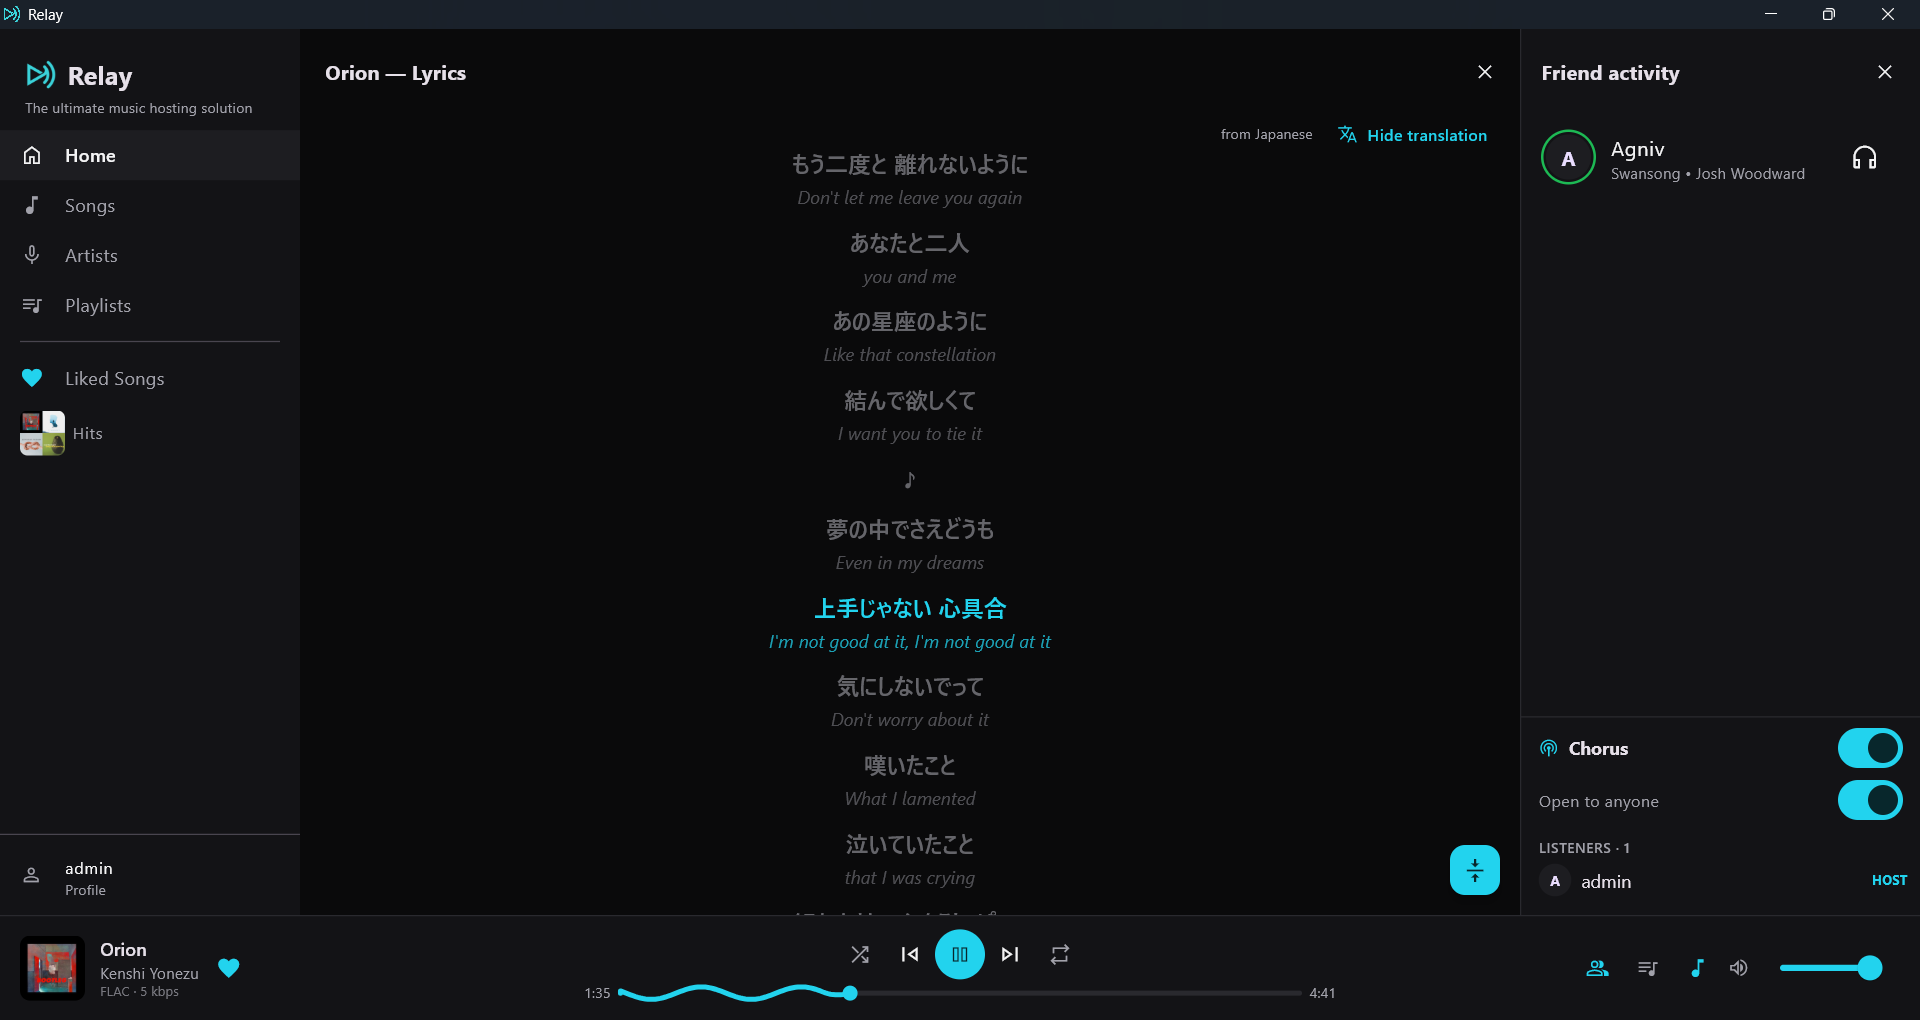 Relay
Relay
The ultimate music hosting solution
Home
Songs
Artists
Playlists
Liked Songs
Hits
admin
Profile
Orion — Lyrics
from Japanese
Hide translation
もう二度と 離れないように
Don't let me leave you again
あなたと二人
you and me
あの星座のように
Like that constellation
結んで欲しくて
I want you to tie it
♪
夢の中でさえどうも
Even in my dreams
上手じゃない 心具合
I'm not good at it, I'm not good at it
気にしないでって
Don't worry about it
嘆いたこと
What I lamented
泣いていたこと
that I was crying
Friend activity
A
Agniv
Swansong • Josh Woodward
Chorus
Open to anyone
LISTENERS · 1
A
admin
HOST
Orion
Kenshi Yonezu
FLAC · 5 kbps
1:35
4:41